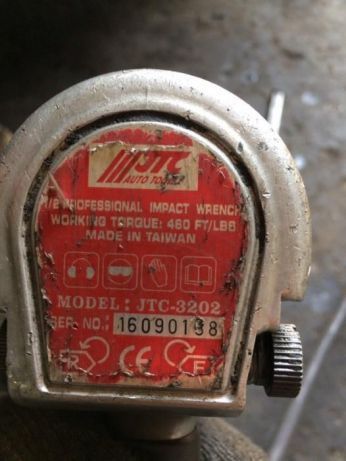 JTC
AUTO TOOLS
1/2 PROFESSIONAL IMPACT WRENCH
WORKING TORQUE: 480 FT/LBS
MADE IN TAIWAN
MODEL : JTC-3202
SER. NO.: 16090138
R CE F